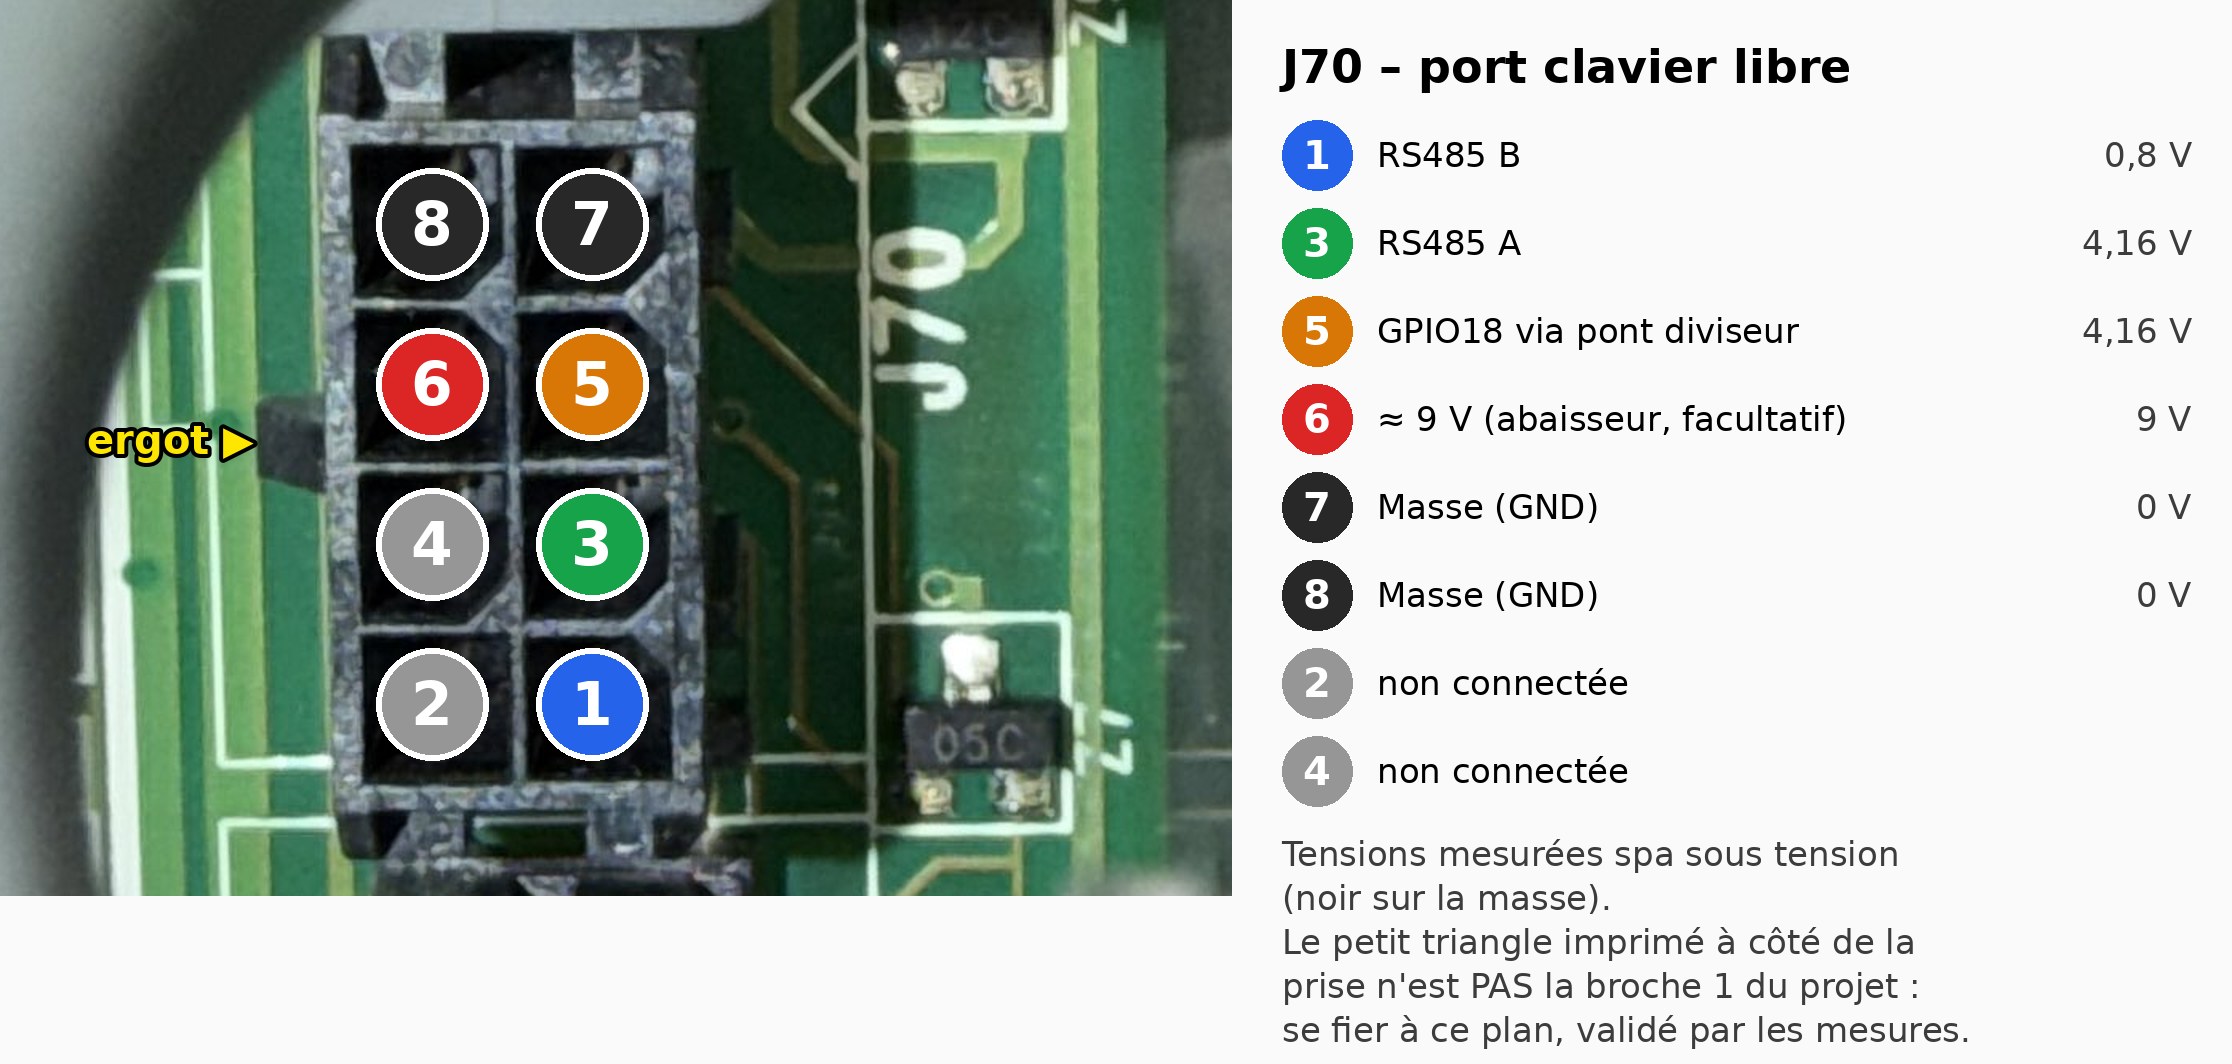 12C
8 7
J70
6 5
ergot ▶
4 3
2 1
05C
J70 – port clavier libre
1 RS485 B 0,8 V
3 RS485 A 4,16 V
5 GPIO18 via pont diviseur 4,16 V
6 ≈ 9 V (abaisseur, facultatif) 9 V
7 Masse (GND) 0 V
8 Masse (GND) 0 V
2 non connectée
4 non connectée
Tensions mesurées spa sous tension
(noir sur la masse).
Le petit triangle imprimé à côté de la
prise n'est PAS la broche 1 du projet :
se fier à ce plan, validé par les mesures.